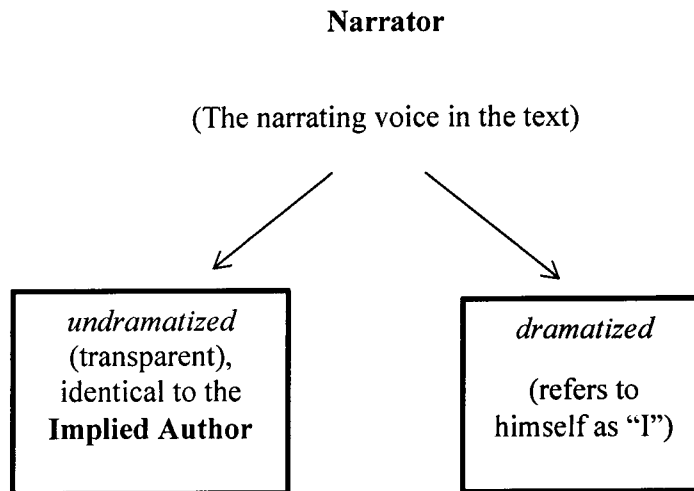 Narrator
(The narrating voice in the text)
undramatized
(transparent),
identical to the
Implied Author
dramatized
(refers to
himself as “I”)